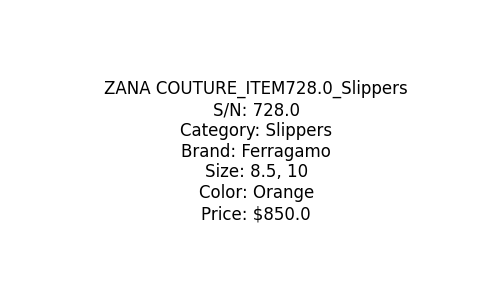 ZANA COUTURE_ITEM728.0_Slippers
S/N: 728.0
Category: Slippers
Brand: Ferragamo
Size: 8.5, 10
Color: Orange
Price: $850.0